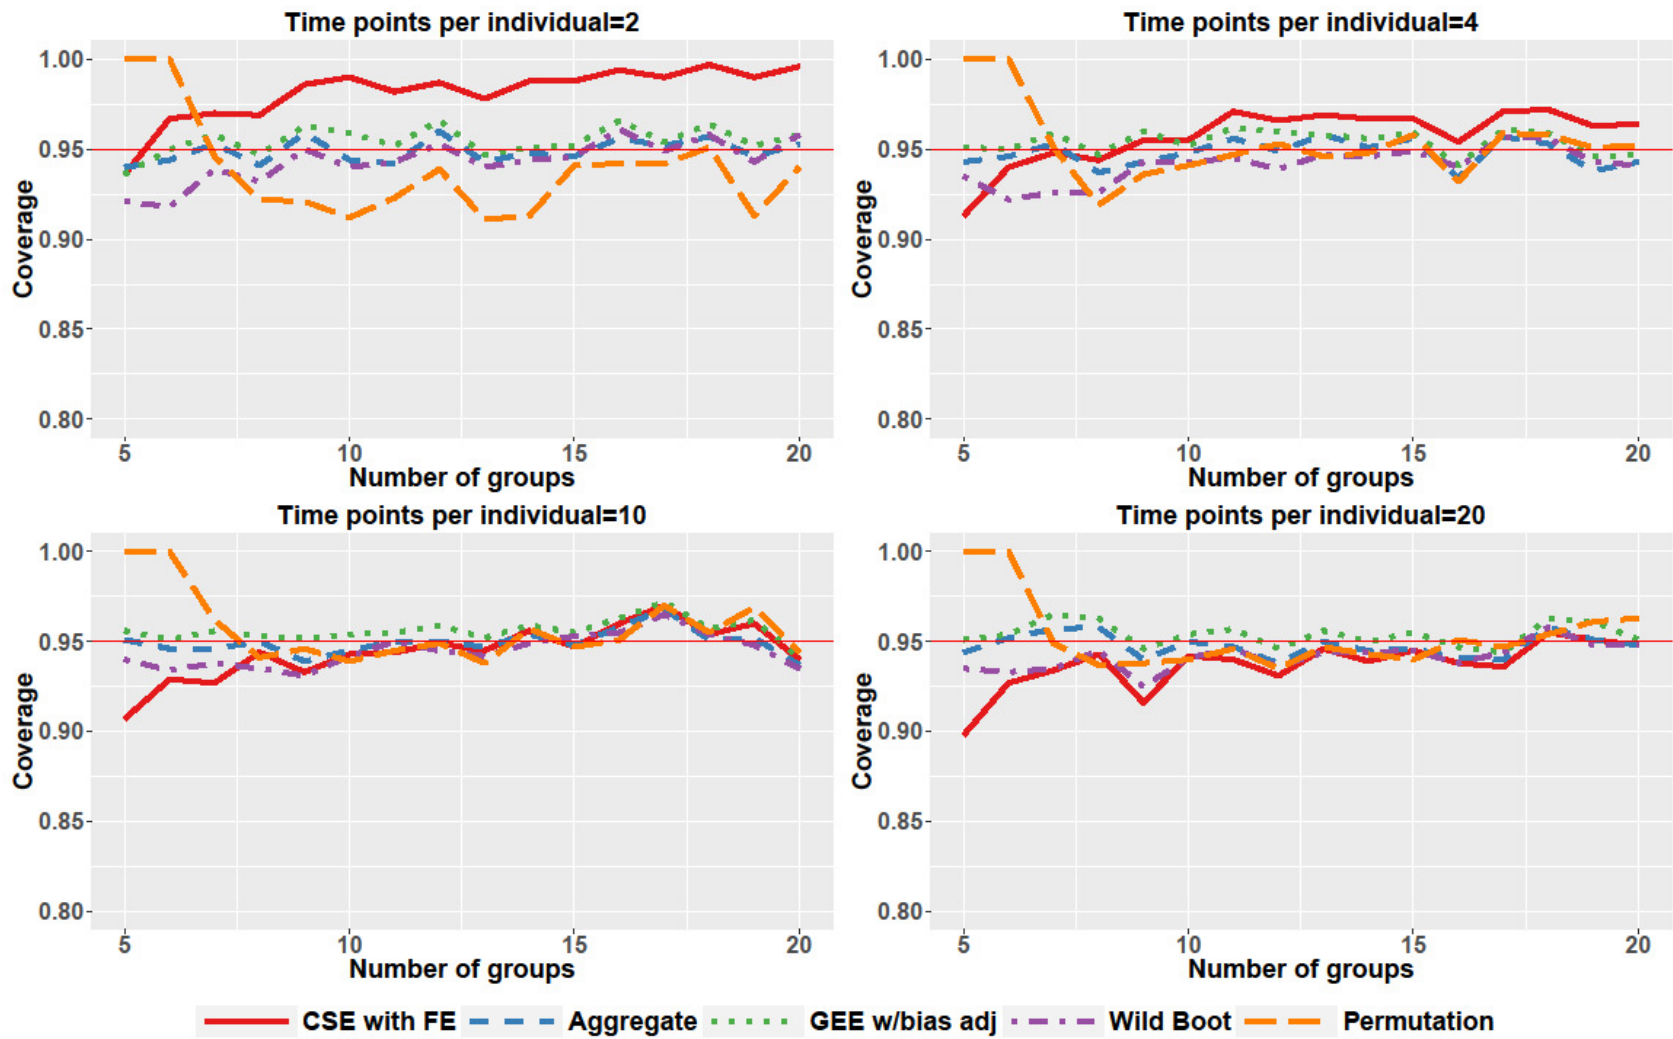 Time points per individual=2
1.00
0.95
0.90
0.85
0.80
Coverage
5 10 15 20
Number of groups
Time points per individual=4
1.00
0.95
0.90
0.85
0.80
Coverage
5 10 15 20
Number of groups
Time points per individual=10
1.00
0.95
0.90
0.85
0.80
Coverage
5 10 15 20
Number of groups
Time points per individual=20
1.00
0.95
0.90
0.85
0.80
Coverage
5 10 15 20
Number of groups
CSE with FE Aggregate GEE w/bias adj Wild Boot Permutation